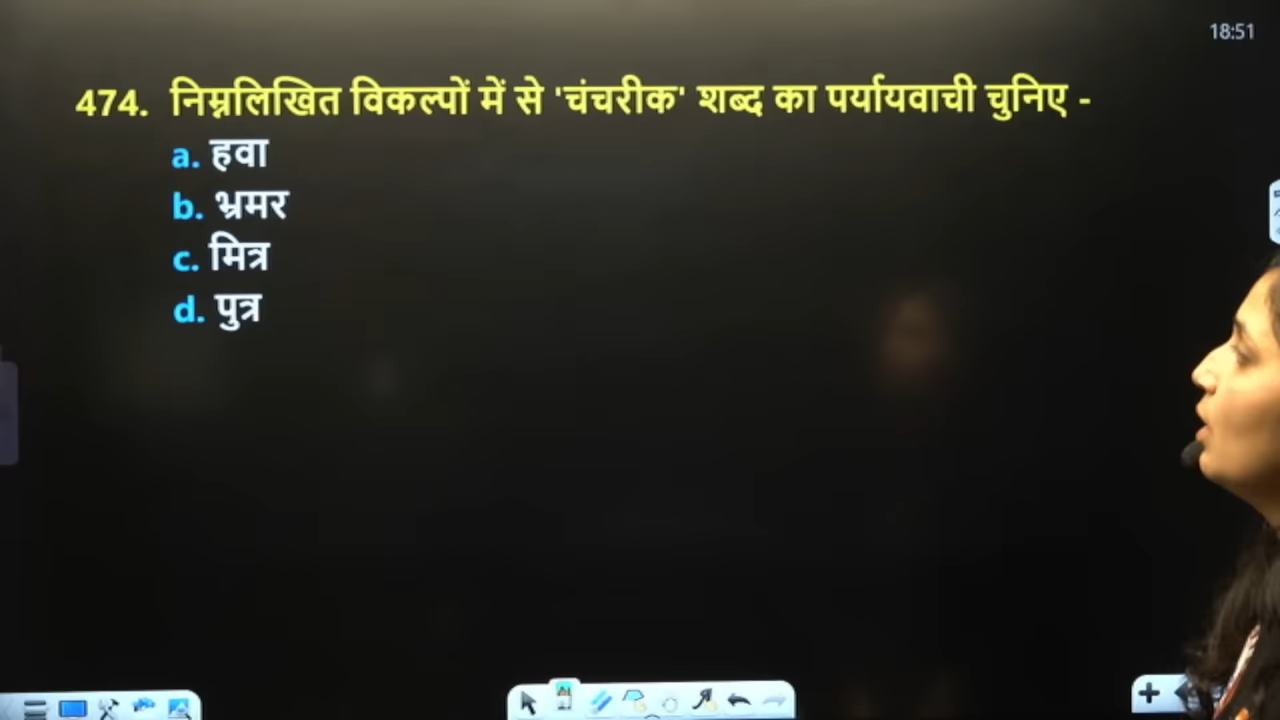 18:51
474. निम्नलिखित विकल्पों में से 'चंचरीक' शब्द का पर्यायवाची चुनिए -
a. हवा
b. भ्रमर
c. मित्र
d. पुत्र